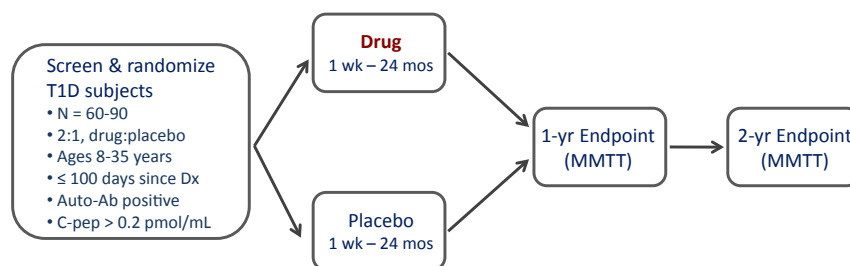 Screen & randomize
T1D subjects
• N = 60-90
• 2:1, drug:placebo
• Ages 8-35 years
• ≤ 100 days since Dx
• Auto-Ab positive
• C-pep > 0.2 pmol/mL
Drug
1 wk – 24 mos
Placebo
1 wk – 24 mos
1-yr Endpoint
(MMTT)
2-yr Endpoint
(MMTT)